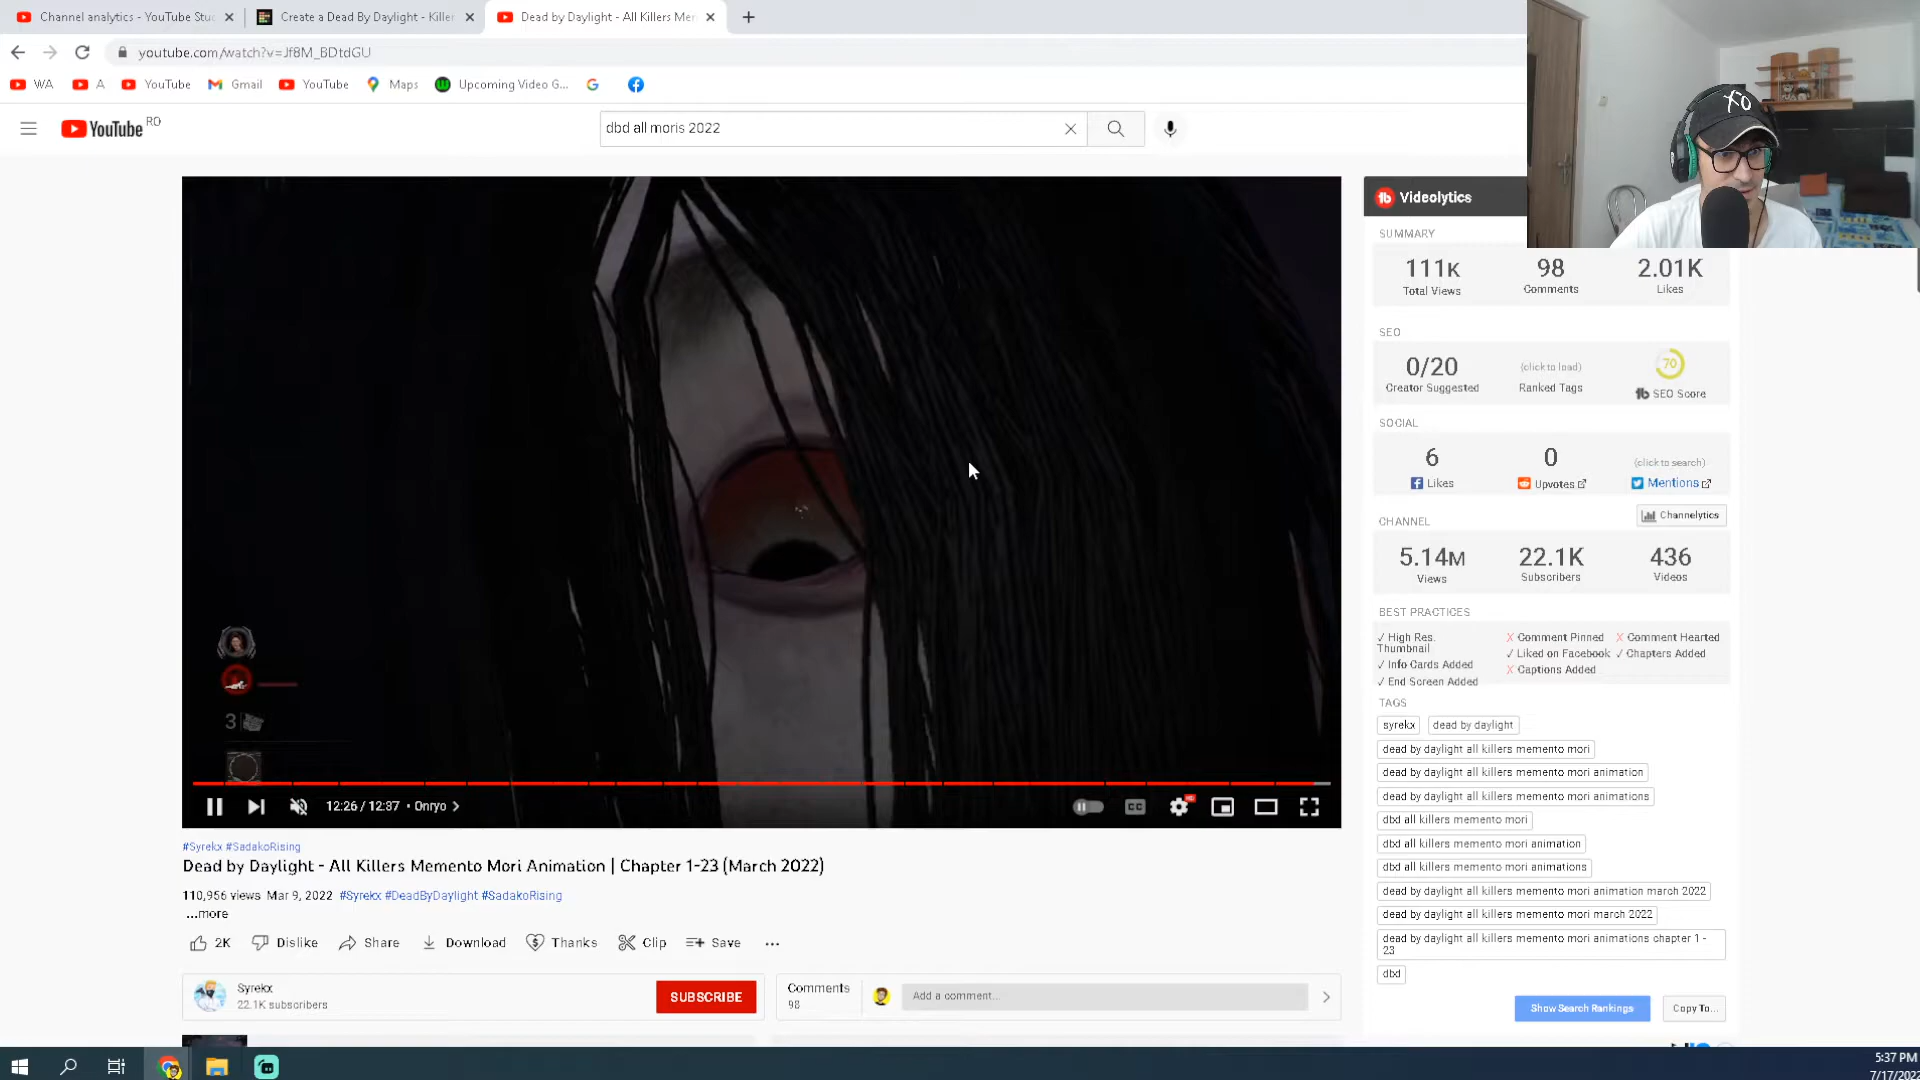 Channel analytics - YouTube Stu
Create a Dead By Daylight - Killer
Dead by Daylight - All Killers Mem
youtube.com/watch?v=Jf8M_BDtdGU
WA
A
YouTube
Gmail
YouTube
Maps
Upcoming Video G...
YouTube RO
dbd all moris 2022
XO
Videolytics
SUMMARY
111K 98 2.01K
Total Views Comments Likes
SEO
0/20 (click to load) 70
Creator Suggested Ranked Tags SEO Score
SOCIAL
6 0 (click to search)
Likes Upvotes Mentions
CHANNEL Channelytics
5.14M 22.1K 436
Views Subscribers Videos
BEST PRACTICES
✓ High Res. Thumbnail
✓ Info Cards Added
✓ End Screen Added
X Comment Pinned
✓ Liked on Facebook
X Captions Added
X Comment Hearted
✓ Chapters Added
TAGS
syrekx dead by daylight
dead by daylight all killers memento mori
dead by daylight all killers memento mori animation
dead by daylight all killers memento mori animations
dbd all killers memento mori
dbd all killers memento mori animation
dbd all killers memento mori animations
dead by daylight all killers memento mori animation march 2022
dead by daylight all killers memento mori march 2022
dead by daylight all killers memento mori animations chapter 1 -
23
dbd
Show Search Rankings Copy To...
3
12:26 / 12:37 • Onryo
CC
#Syrekx #SadakoRising
Dead by Daylight - All Killers Memento Mori Animation | Chapter 1-23 (March 2022)
110,956 views Mar 9, 2022 #Syrekx #DeadByDaylight #SadakoRising
...more
2K Dislike Share Download Thanks Clip Save ...
Syrekx
22.1K subscribers
SUBSCRIBE
Comments
98
Add a comment...
5:37 PM
7/17/202